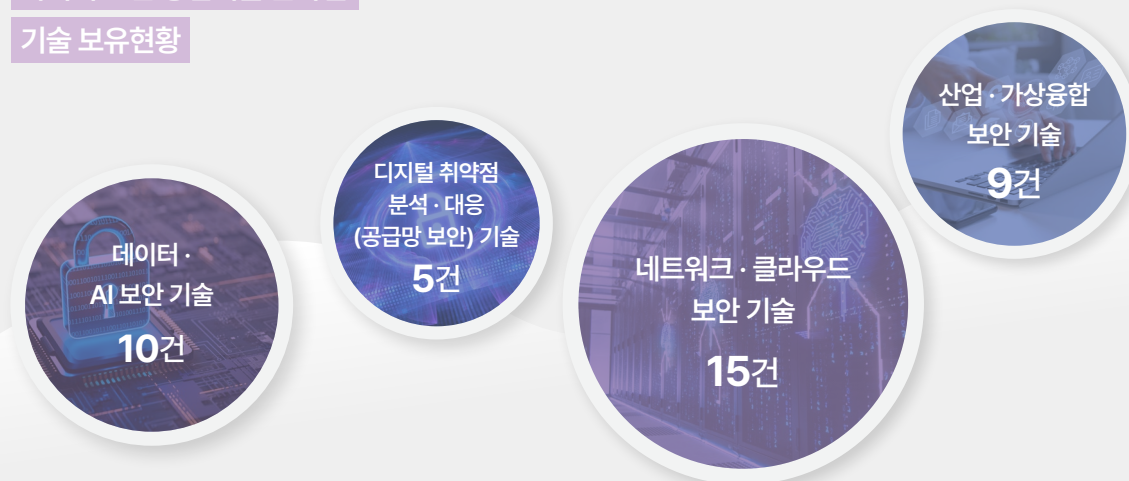 기술 보유현황
데이터 ·
AI 보안 기술
10건
디지털 취약점
분석 · 대응
(공급망 보안) 기술
5건
네트워크 · 클라우드
보안 기술
15건
산업 · 가상융합
보안 기술
9건